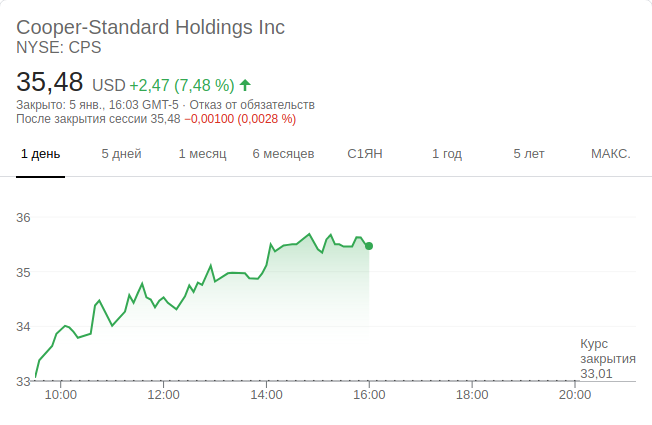 Cooper-Standard Holdings Inc
NYSE: CPS
35,48 USD +2,47 (7,48 %)
Закрыто: 5 янв., 16:03 GMT-5 · Отказ от обязательств
После закрытия сессии 35,48 −0,00100 (0,0028 %)
1 день 5 дней 1 месяц 6 месяцев С1ЯН 1 год 5 лет МАКС.
36
35
34
Курс
закрытия
33,01
33
10:00 12:00 14:00 16:00 18:00 20:00